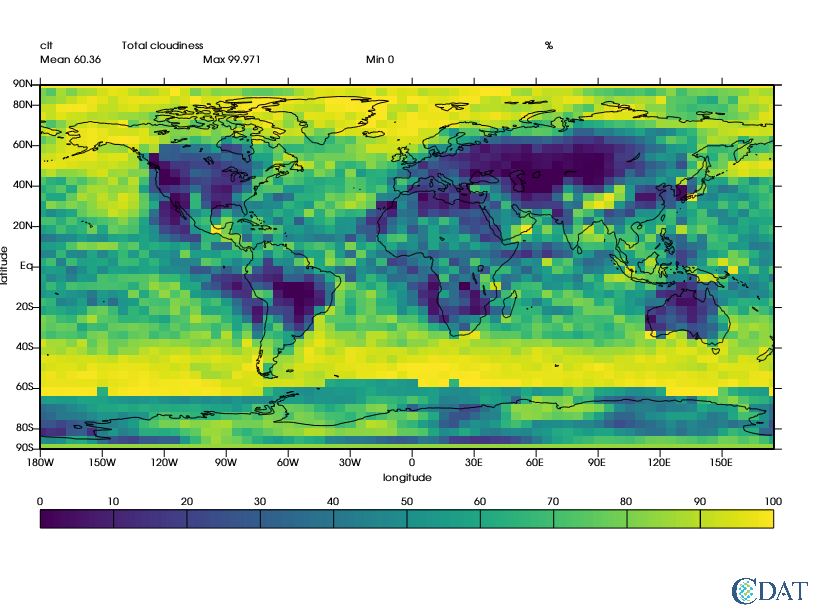 clt Total cloudiness %
Mean 60.36 Max 99.971 Min 0
90N
80N
60N
40N
20N
Eq
20S
40S
60S
80S
90S
latitude
180W 150W 120W 90W 60W 30W 0 30E 60E 90E 120E 150E
longitude
0 10 20 30 40 50 60 70 80 90 100
CDAT